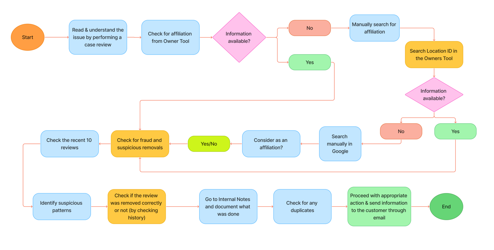 Start
Read & understand the
issue by performing a
case review
Check for affiliation
from Owner Tool
Information
available?
No
Manually search for
affiliation
Yes
Search Location ID in
the Owners Tool
Information
available?
No
Yes
Search
manually in
Google
Consider as an
affiliation?
Yes/No
Check for fraud and
suspicious removals
Check the recent 10
reviews
Identify suspicious
patterns
Check if the review
was removed correctly
or not (by checking
history)
Go to Internal Notes
and document what
was done
Check for any
duplicates
Proceed with appropriate
action & send information
to the customer through
email
End